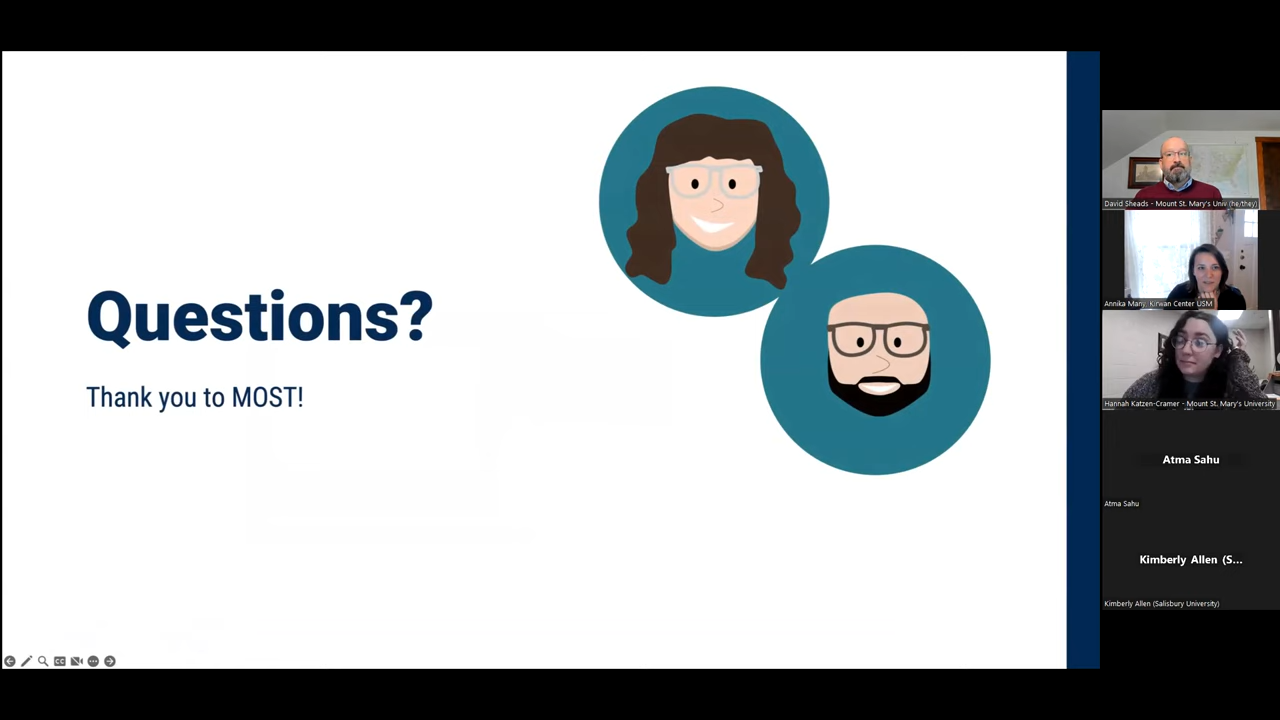 Questions?
Thank you to MOST!
David Sheads - Mount St. Mary's Univ (he/they)
Annika Many, Kirwan Center USM
Hannah Katzen-Cramer - Mount St. Mary's University
Atma Sahu
Atma Sahu
Kimberly Allen (S...
Kimberly Allen (Salisbury University)
CC